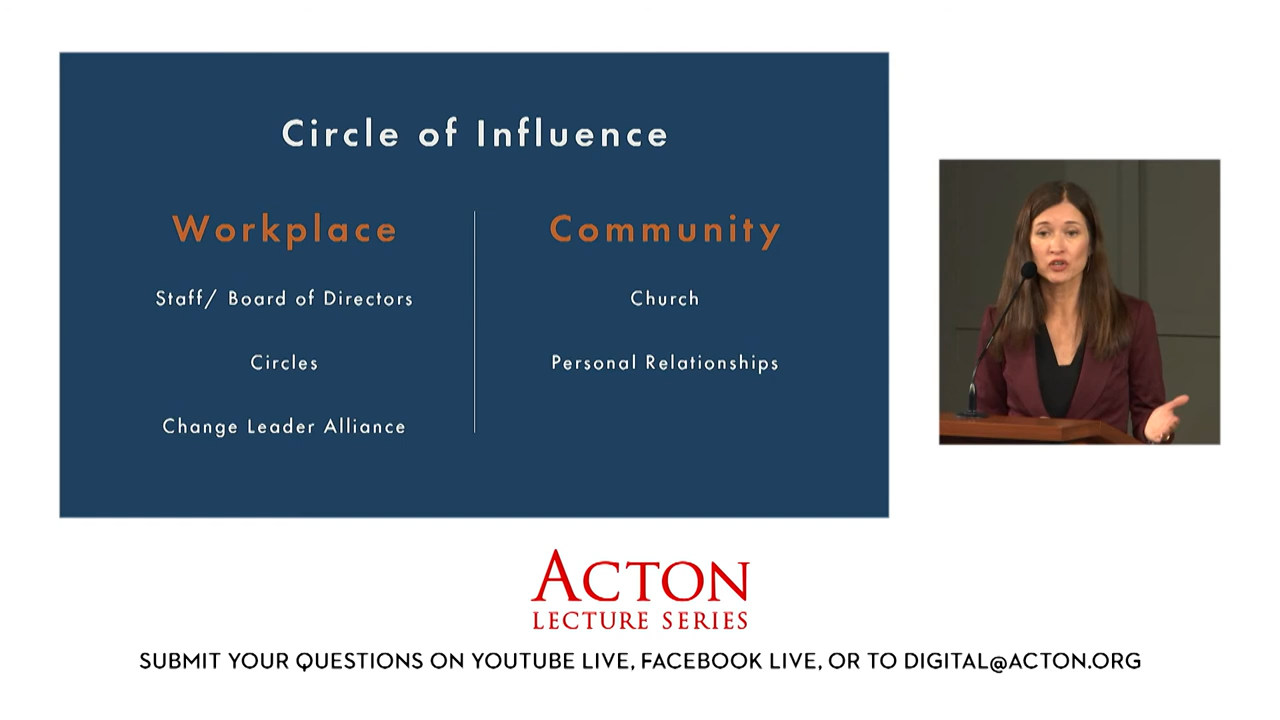 Circle of Influence
Workplace
Staff/ Board of Directors
Circles
Change Leader Alliance
Community
Church
Personal Relationships
ACTON
LECTURE SERIES
SUBMIT YOUR QUESTIONS ON YOUTUBE LIVE, FACEBOOK LIVE, OR TO DIGITAL@ACTON.ORG